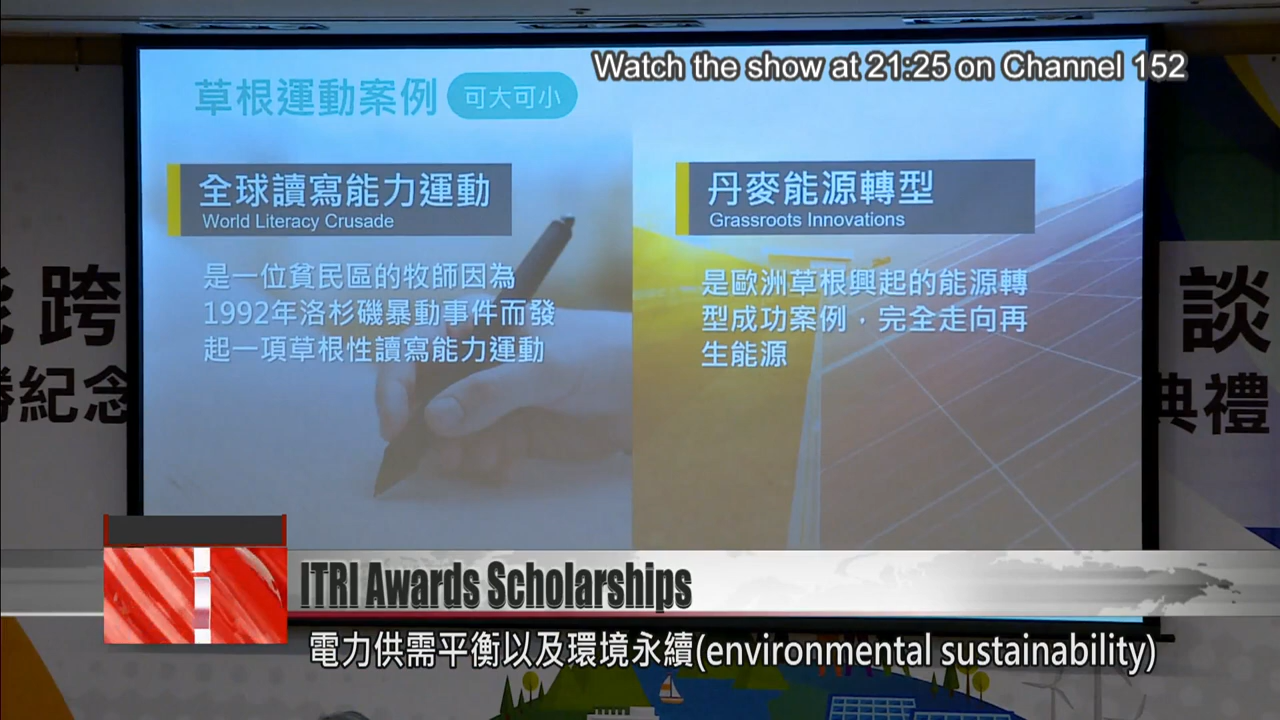 Watch the show at 21:25 on Channel 152
草根運動案例 可大可小
全球讀寫能力運動
World Literacy Crusade
是一位貧民區的牧師因為
1992年洛杉磯暴動事件而發
起一項草根性讀寫能力運動
丹麥能源轉型
Grassroots Innovations
是歐洲草根興起的能源轉
型成功案例，完全走向再
生能源
跨
紀念
談
典禮
ITRI Awards Scholarships
電力供需平衡以及環境永續(environmental sustainability)